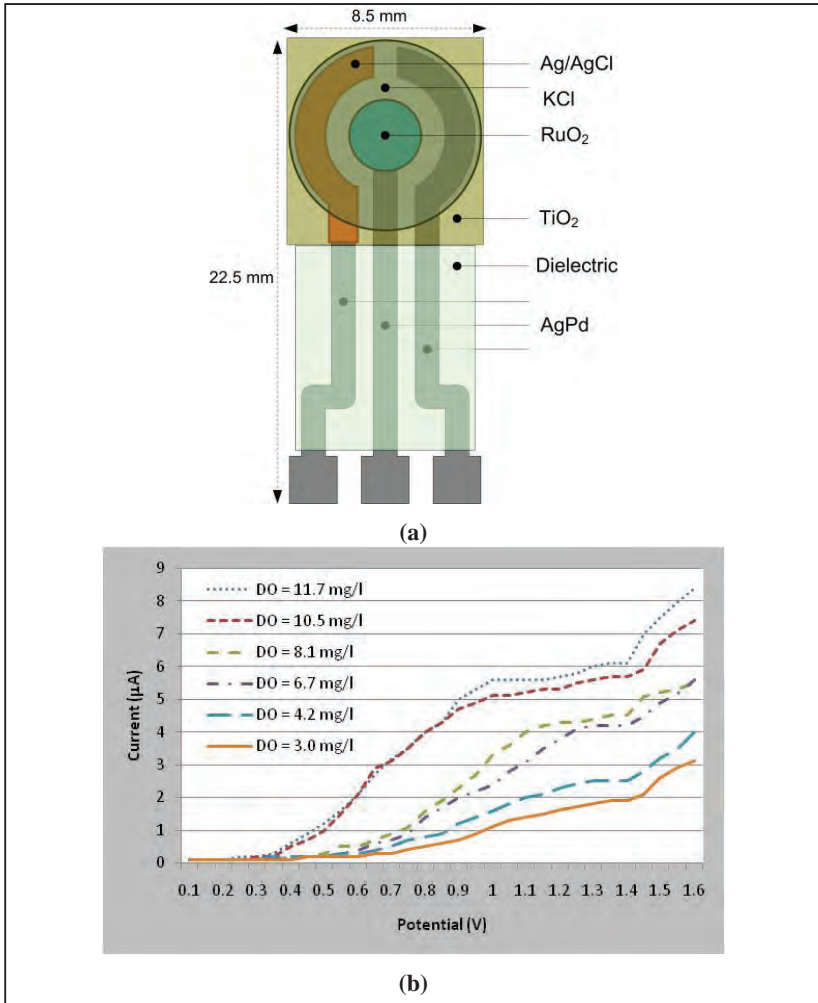 8.5 mm
Ag/AgCl
KCl
RuO₂
TiO₂
22.5 mm
Dielectric
AgPd
(a)
9
8
7
6
5
4
3
2
1
0
Current (μA)
DO = 11.7 mg/l
DO = 10.5 mg/l
DO = 8.1 mg/l
DO = 6.7 mg/l
DO = 4.2 mg/l
DO = 3.0 mg/l
0.1 0.2 0.3 0.4 0.5 0.6 0.7 0.8 0.9 1 1.1 1.2 1.3 1.4 1.5 1.6
Potential (V)
(b)